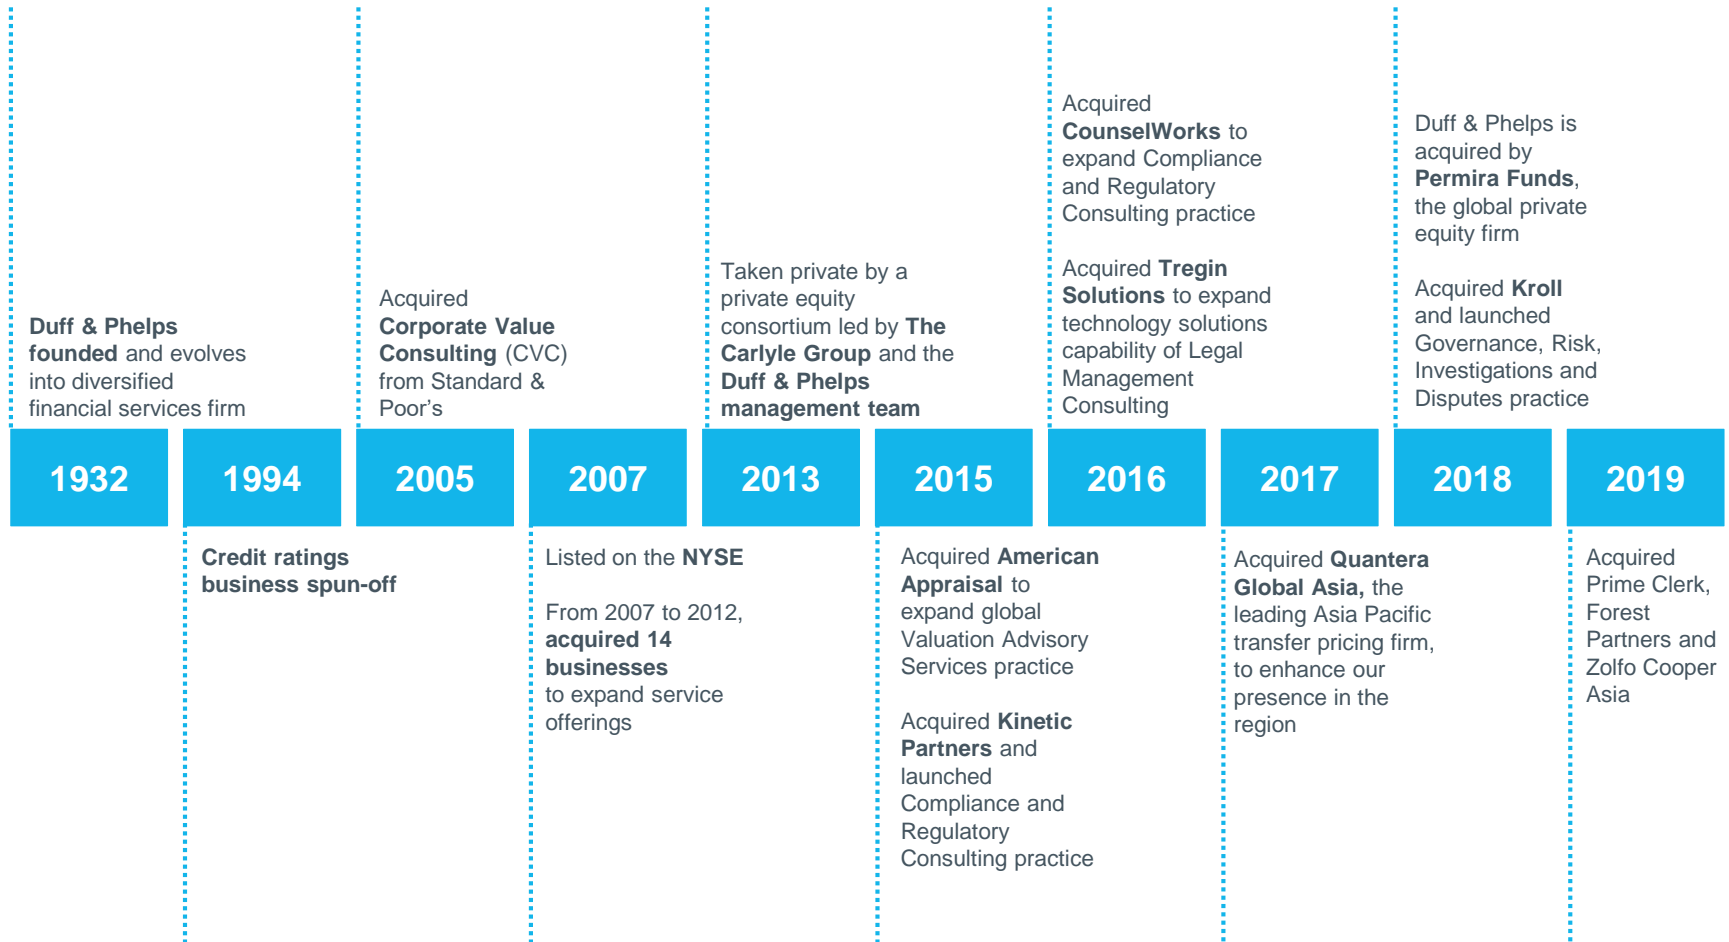 Duff & Phelps
founded and evolves
into diversified
financial services firm
Acquired
Corporate Value
Consulting (CVC)
from Standard &
Poor’s
Taken private by a
private equity
consortium led by The
Carlyle Group and the
Duff & Phelps
management team
Acquired
CounselWorks to
expand Compliance
and Regulatory
Consulting practice
Acquired Tregin
Solutions to expand
technology solutions
capability of Legal
Management
Consulting
Duff & Phelps is
acquired by
Permira Funds,
the global private
equity firm
Acquired Kroll
and launched
Governance, Risk,
Investigations and
Disputes practice
1932 1994 2005 2007 2013 2015 2016 2017 2018 2019
Credit ratings
business spun-off
Listed on the NYSE
From 2007 to 2012,
acquired 14
businesses
to expand service
offerings
Acquired American
Appraisal to
expand global
Valuation Advisory
Services practice
Acquired Kinetic
Partners and
launched
Compliance and
Regulatory
Consulting practice
Acquired Quantera
Global Asia, the
leading Asia Pacific
transfer pricing firm,
to enhance our
presence in the
region
Acquired
Prime Clerk,
Forest
Partners and
Zolfo Cooper
Asia